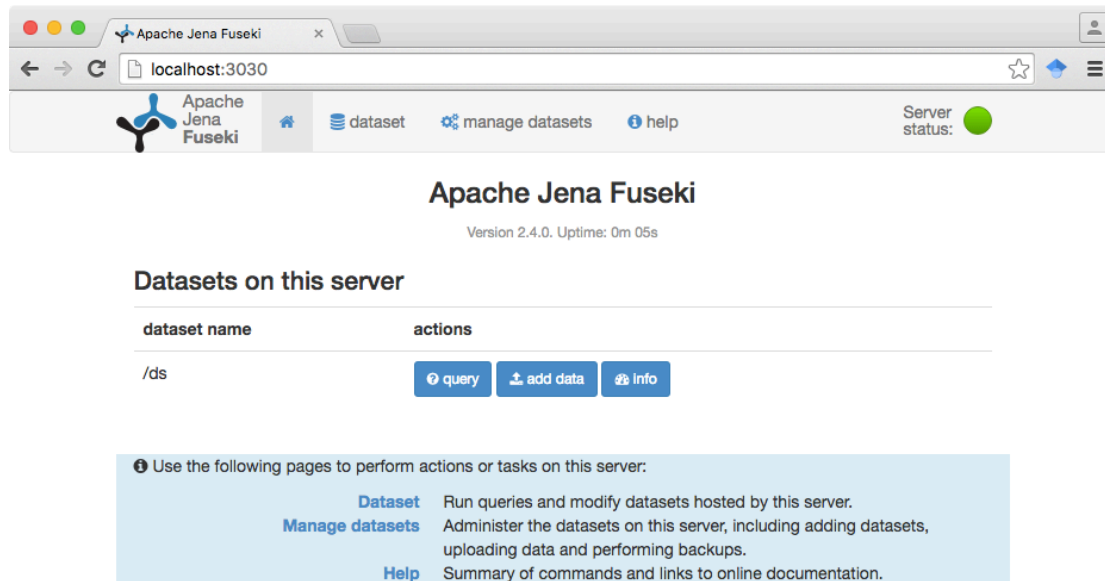 Apache Jena Fuseki
localhost:3030
Apache
Jena
Fuseki
dataset
manage datasets
help
Server
status:
Apache Jena Fuseki
Version 2.4.0. Uptime: 0m 05s
Datasets on this server
dataset name actions
/ds query add data info
Use the following pages to perform actions or tasks on this server:
Dataset Run queries and modify datasets hosted by this server.
Manage datasets Administer the datasets on this server, including adding datasets,
uploading data and performing backups.
Help Summary of commands and links to online documentation.